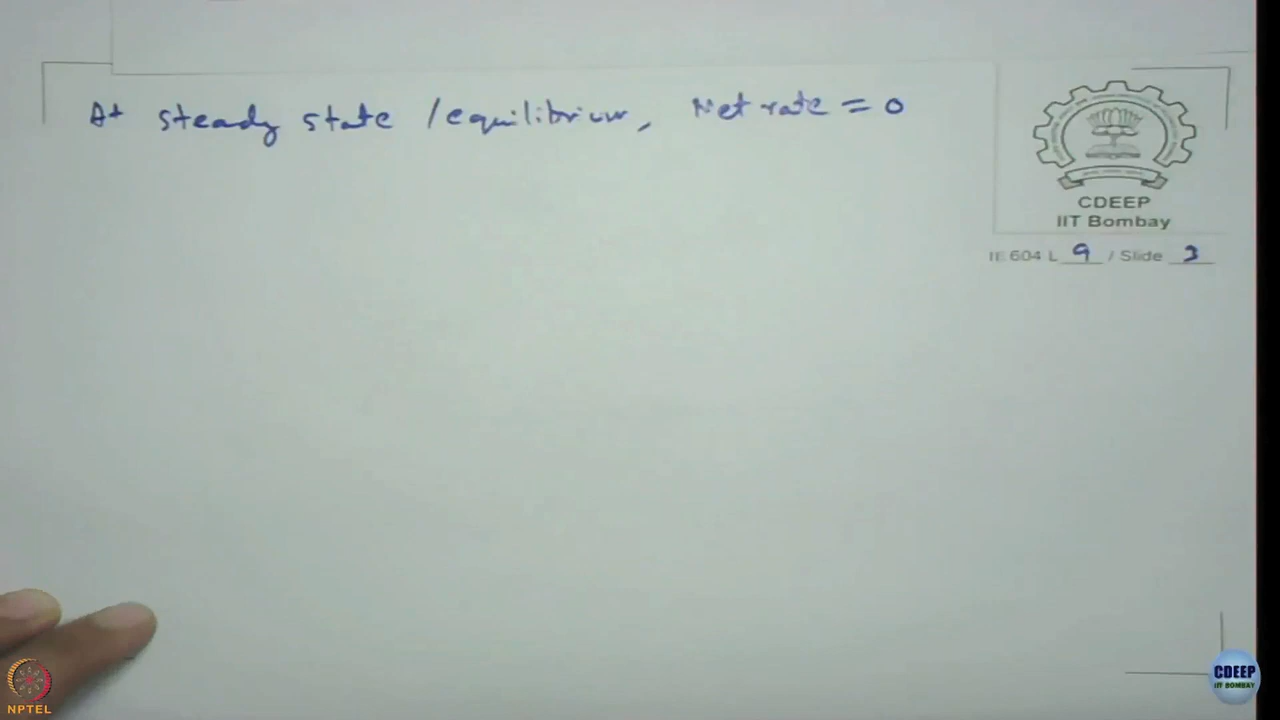 At steady state / equilibrium, Net rate = 0
CDEEP
IIT Bombay
IE 604 L 9 / Slide 3
NPTEL
CDEEP
IIT BOMBAY